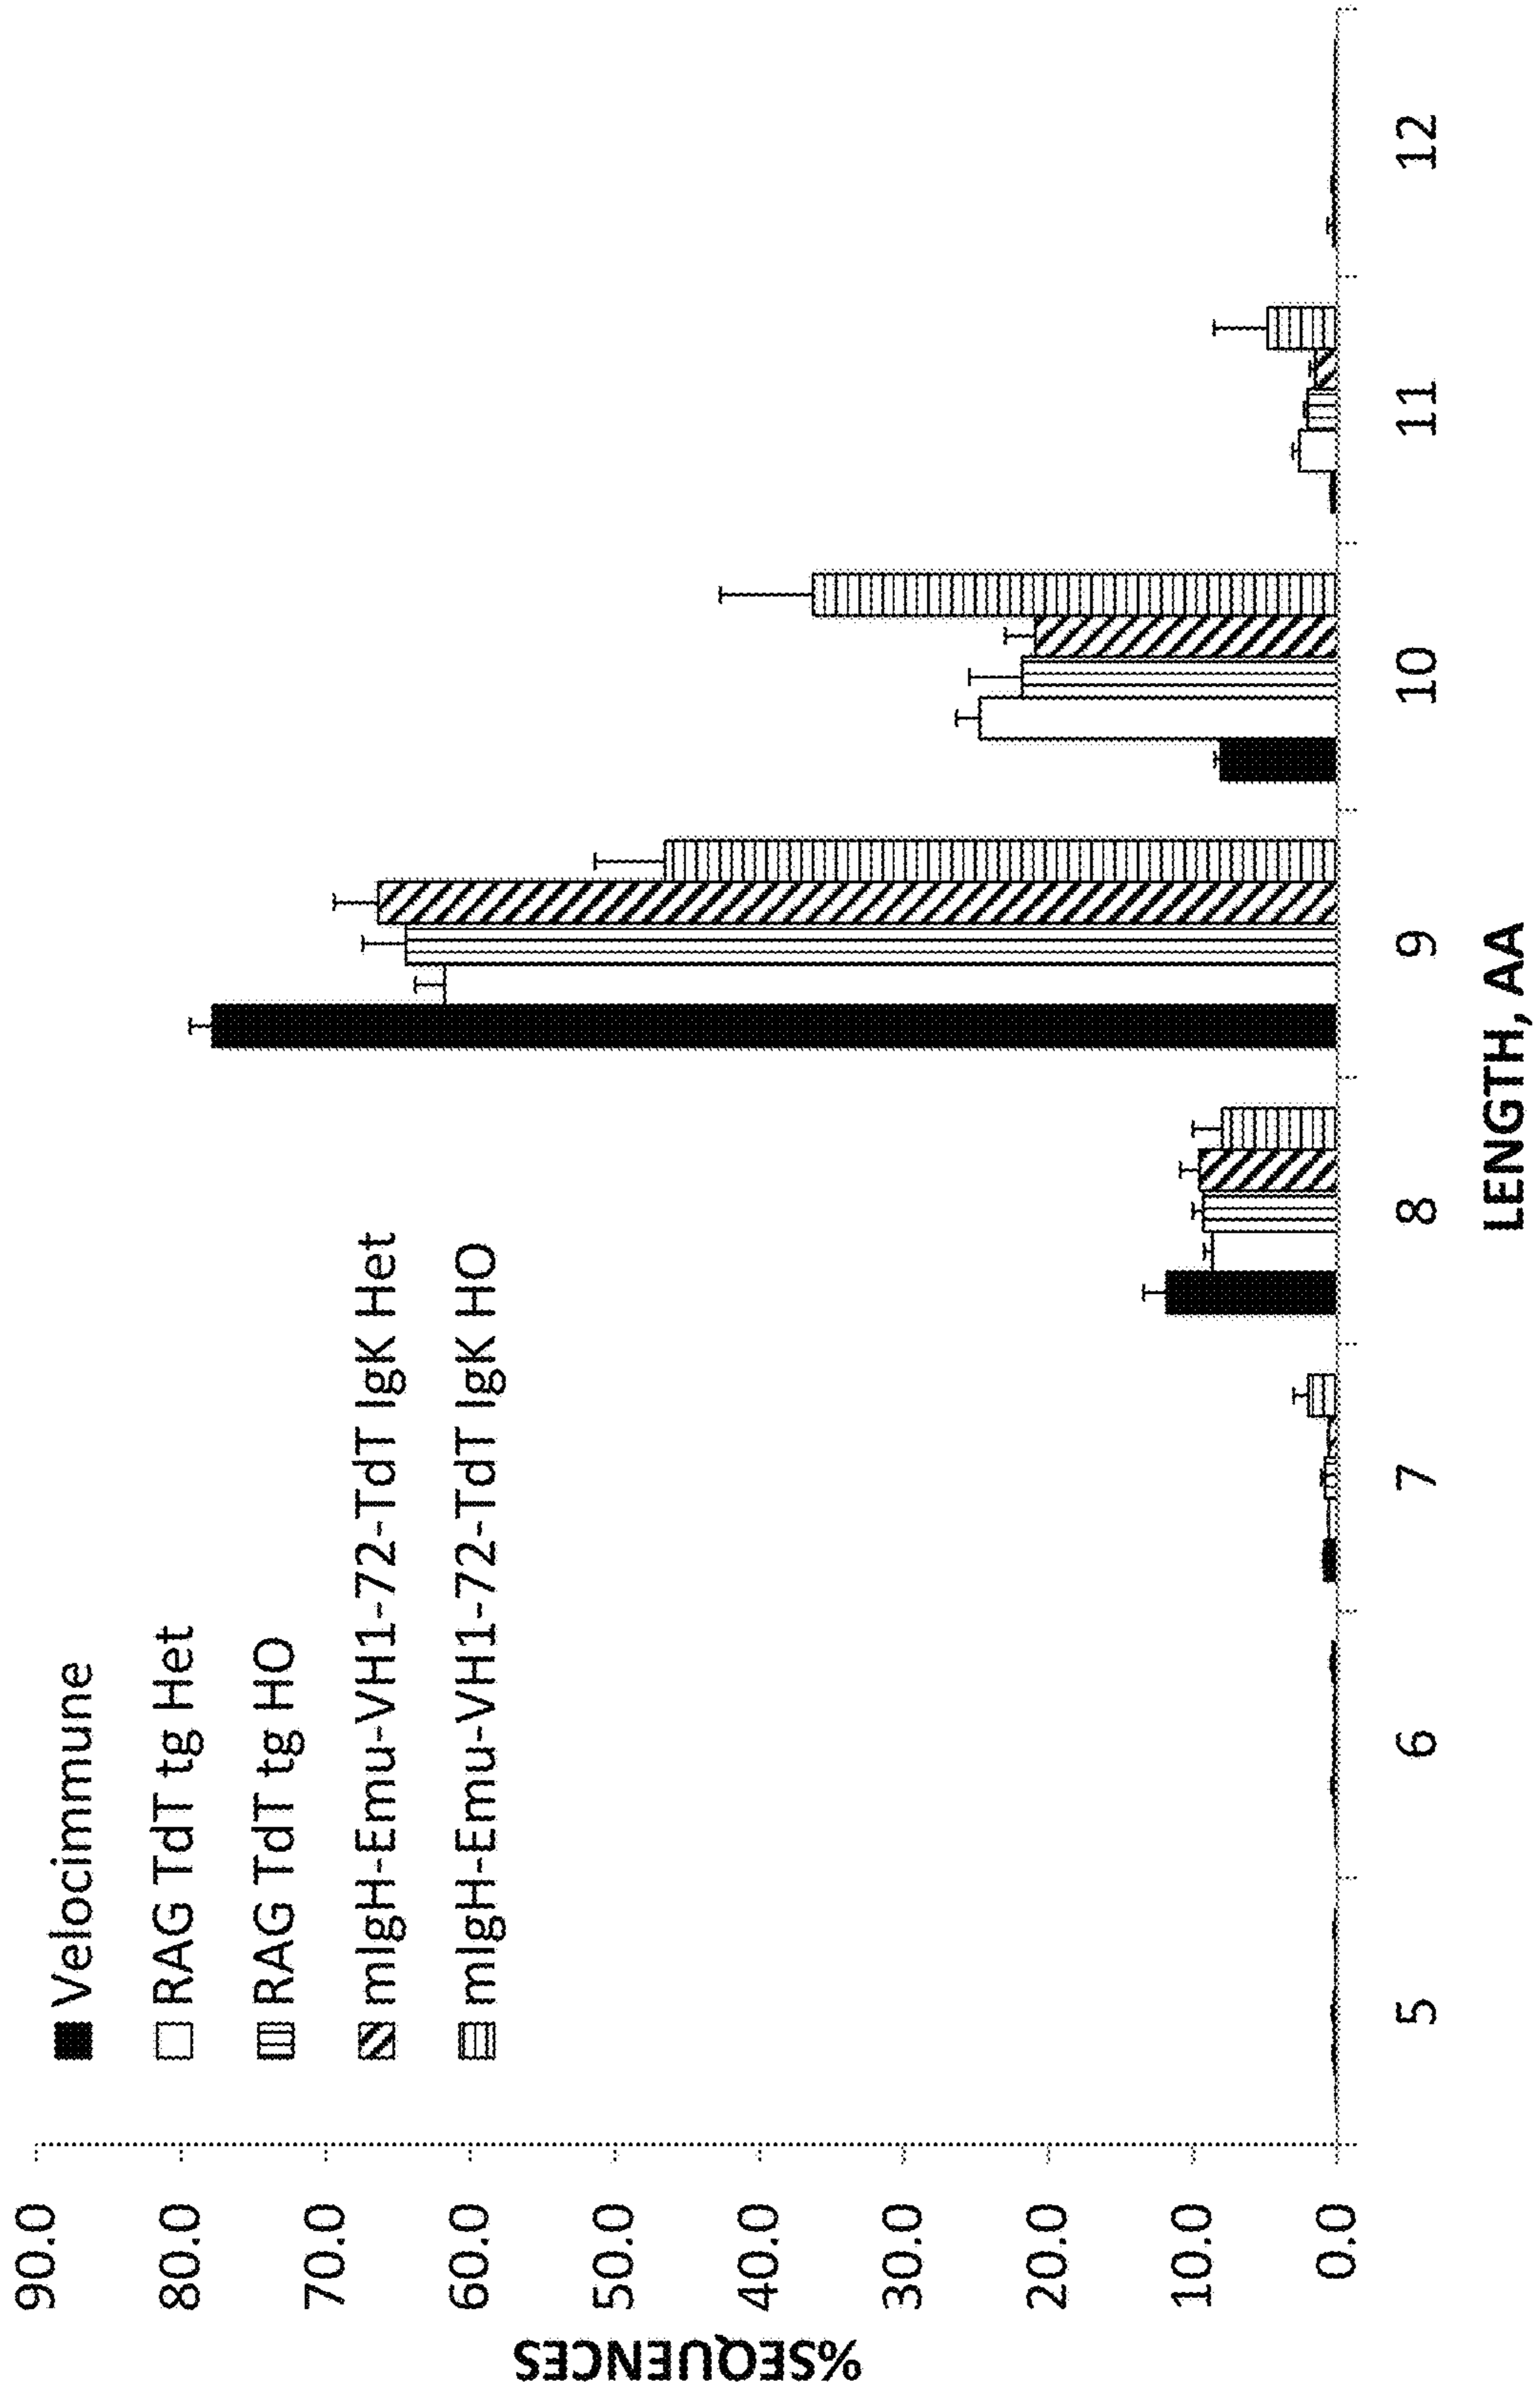 %SEQUENCES
90.0
80.0
70.0
60.0
50.0
40.0
30.0
20.0
10.0
0.0
Velocimmune
RAG TdT tg Het
RAG TdT tg HO
mIgH-Emu-VH1-72-TdT IgK Het
mIgH-Emu-VH1-72-TdT IgK HO
5 6 7 8 9 10 11 12
LENGTH, AA